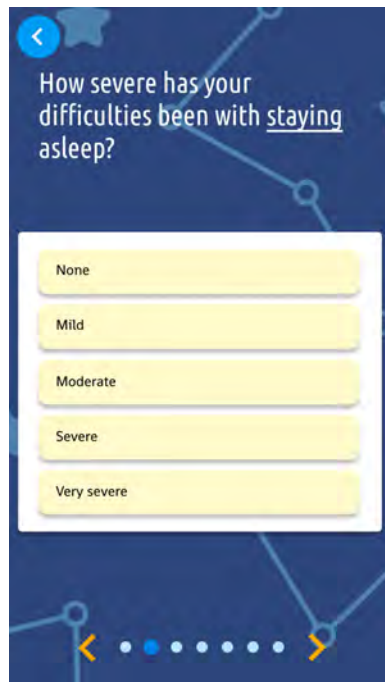 How severe has your
difficulties been with staying
asleep?
None
Mild
Moderate
Severe
Very severe